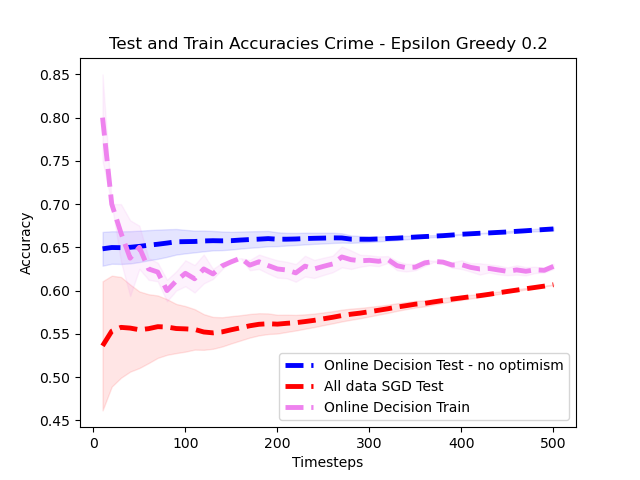 Test and Train Accuracies Crime - Epsilon Greedy 0.2
Accuracy
0.85
0.80
0.75
0.70
0.65
0.60
0.55
0.50
0.45
Online Decision Test - no optimism
All data SGD Test
Online Decision Train
0 100 200 300 400 500
Timesteps